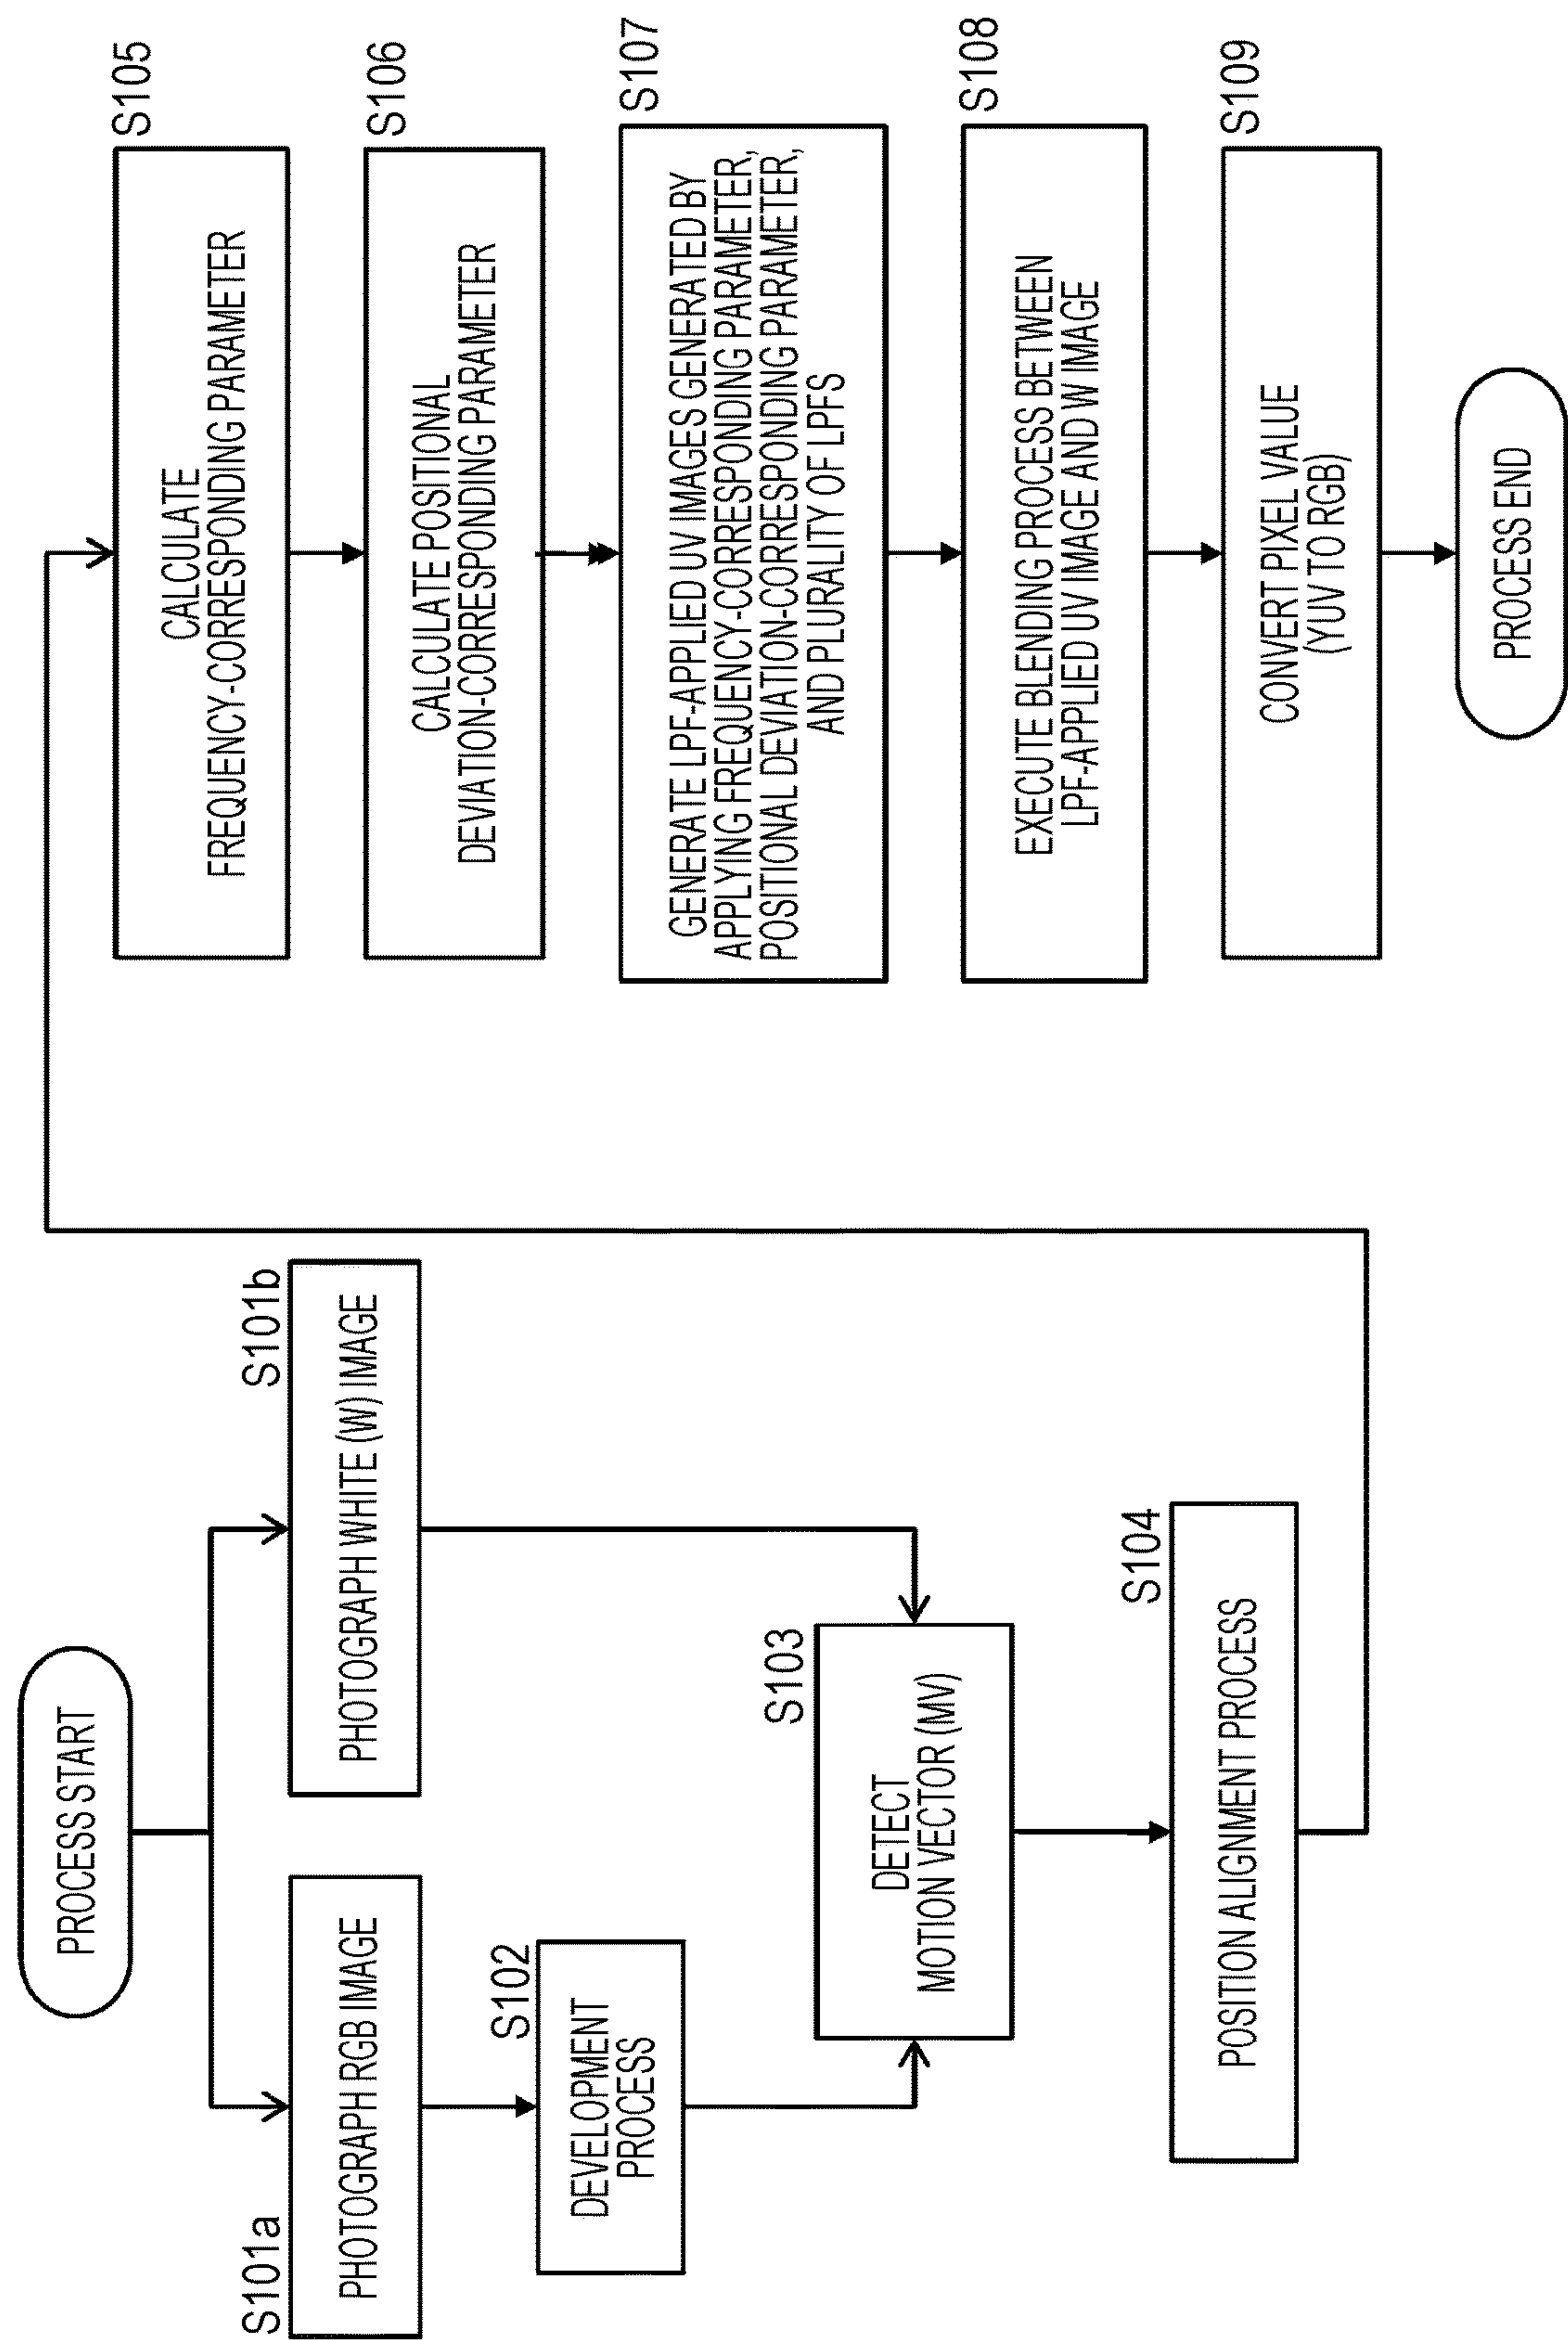 PROCESS START
S101a
PHOTOGRAPH RGB IMAGE
S101b
PHOTOGRAPH WHITE (W) IMAGE
S102
DEVELOPMENT
PROCESS
S103
DETECT
MOTION VECTOR (MV)
S104
POSITION ALIGNMENT PROCESS
S105
CALCULATE
FREQUENCY-CORRESPONDING PARAMETER
S106
CALCULATE POSITIONAL
DEVIATION-CORRESPONDING PARAMETER
S107
GENERATE LPF-APPLIED UV IMAGES GENERATED BY
APPLYING FREQUENCY-CORRESPONDING PARAMETER,
POSITIONAL DEVIATION-CORRESPONDING PARAMETER,
AND PLURALITY OF LPFS
S108
EXECUTE BLENDING PROCESS BETWEEN
LPF-APPLIED UV IMAGE AND W IMAGE
S109
CONVERT PIXEL VALUE
(YUV TO RGB)
PROCESS END